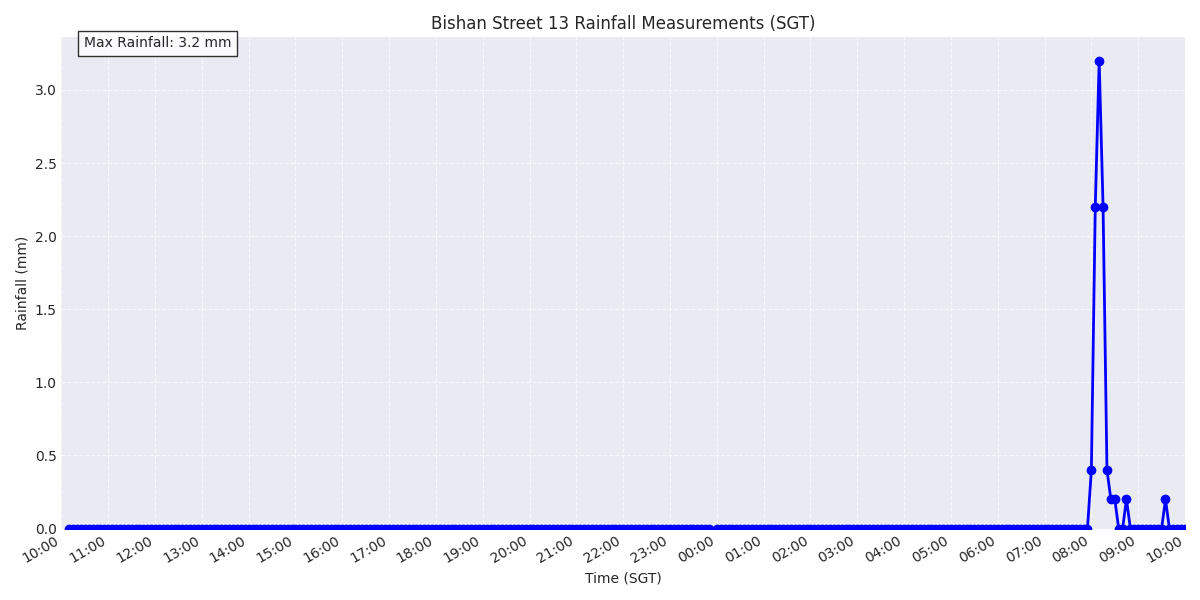 Bishan Street 13 Rainfall Measurements (SGT)
Max Rainfall: 3.2 mm
Rainfall (mm)
3.0
2.5
2.0
1.5
1.0
0.5
0.0
10:00 11:00 12:00 13:00 14:00 15:00 16:00 17:00 18:00 19:00 20:00 21:00 22:00 23:00 00:00 01:00 02:00 03:00 04:00 05:00 06:00 07:00 08:00 09:00 10:00
Time (SGT)